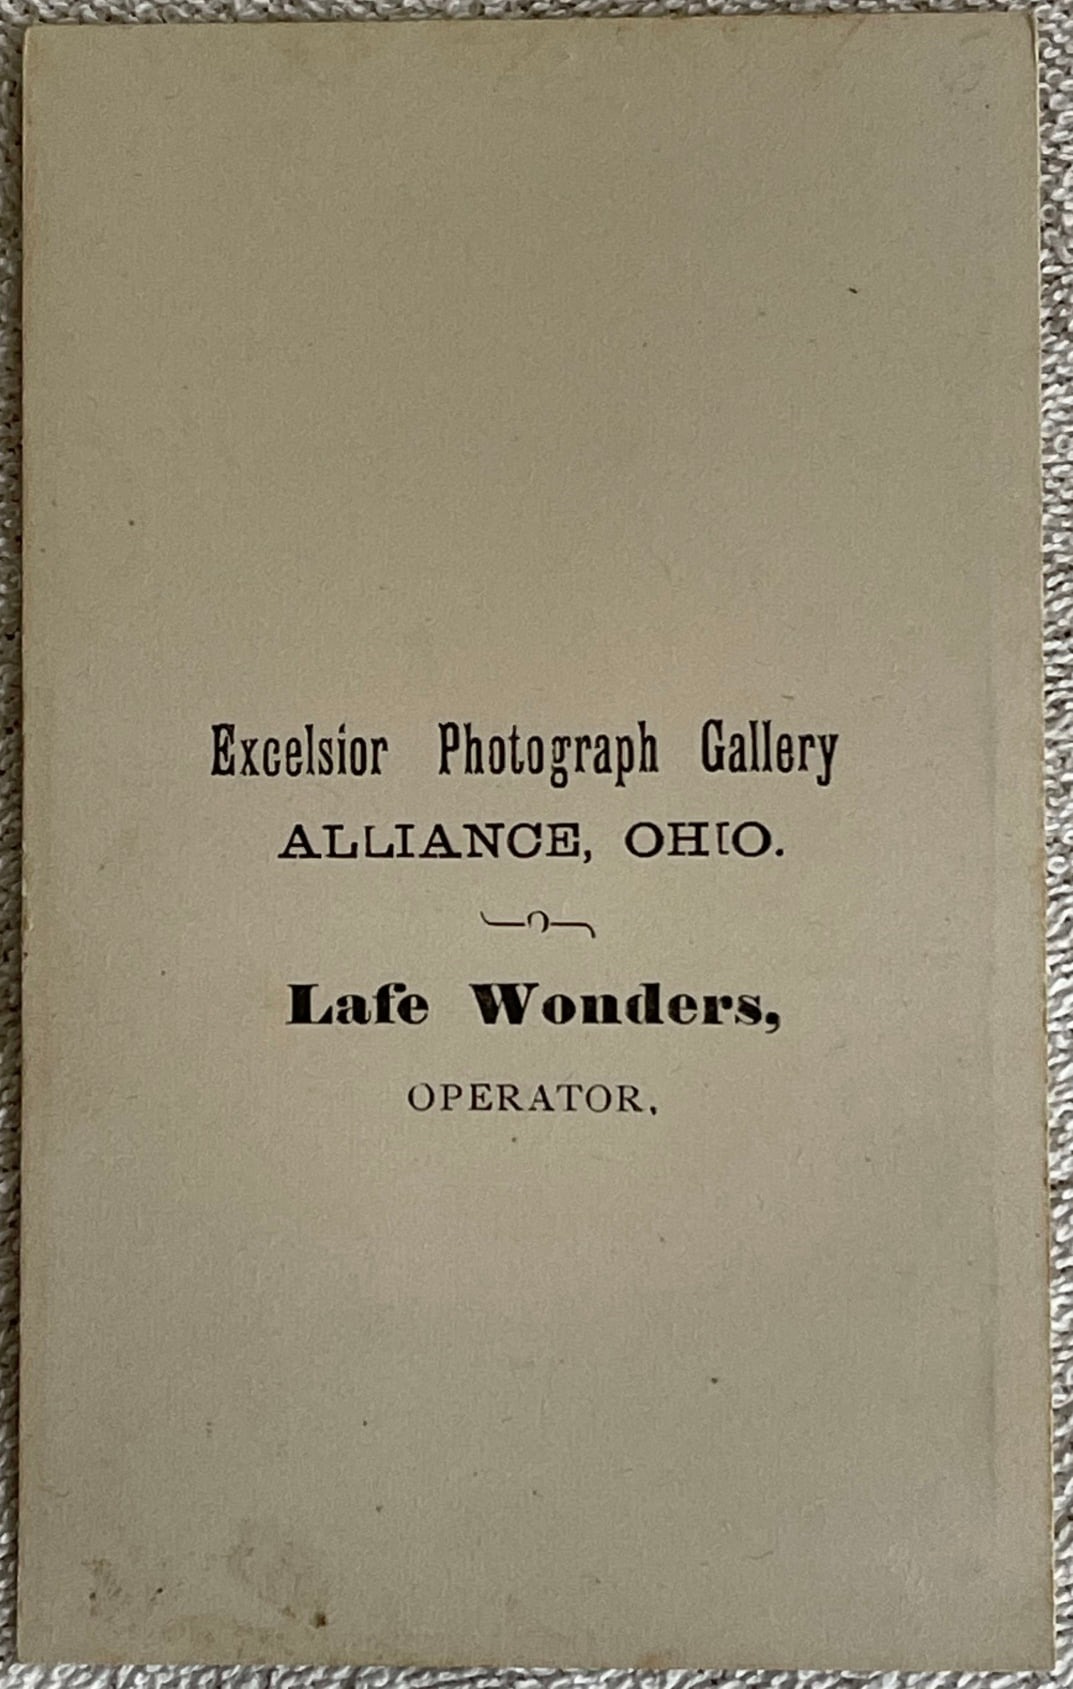 Excelsior Photograph Gallery
ALLIANCE, OHIO.
Lafe Wonders,
OPERATOR.